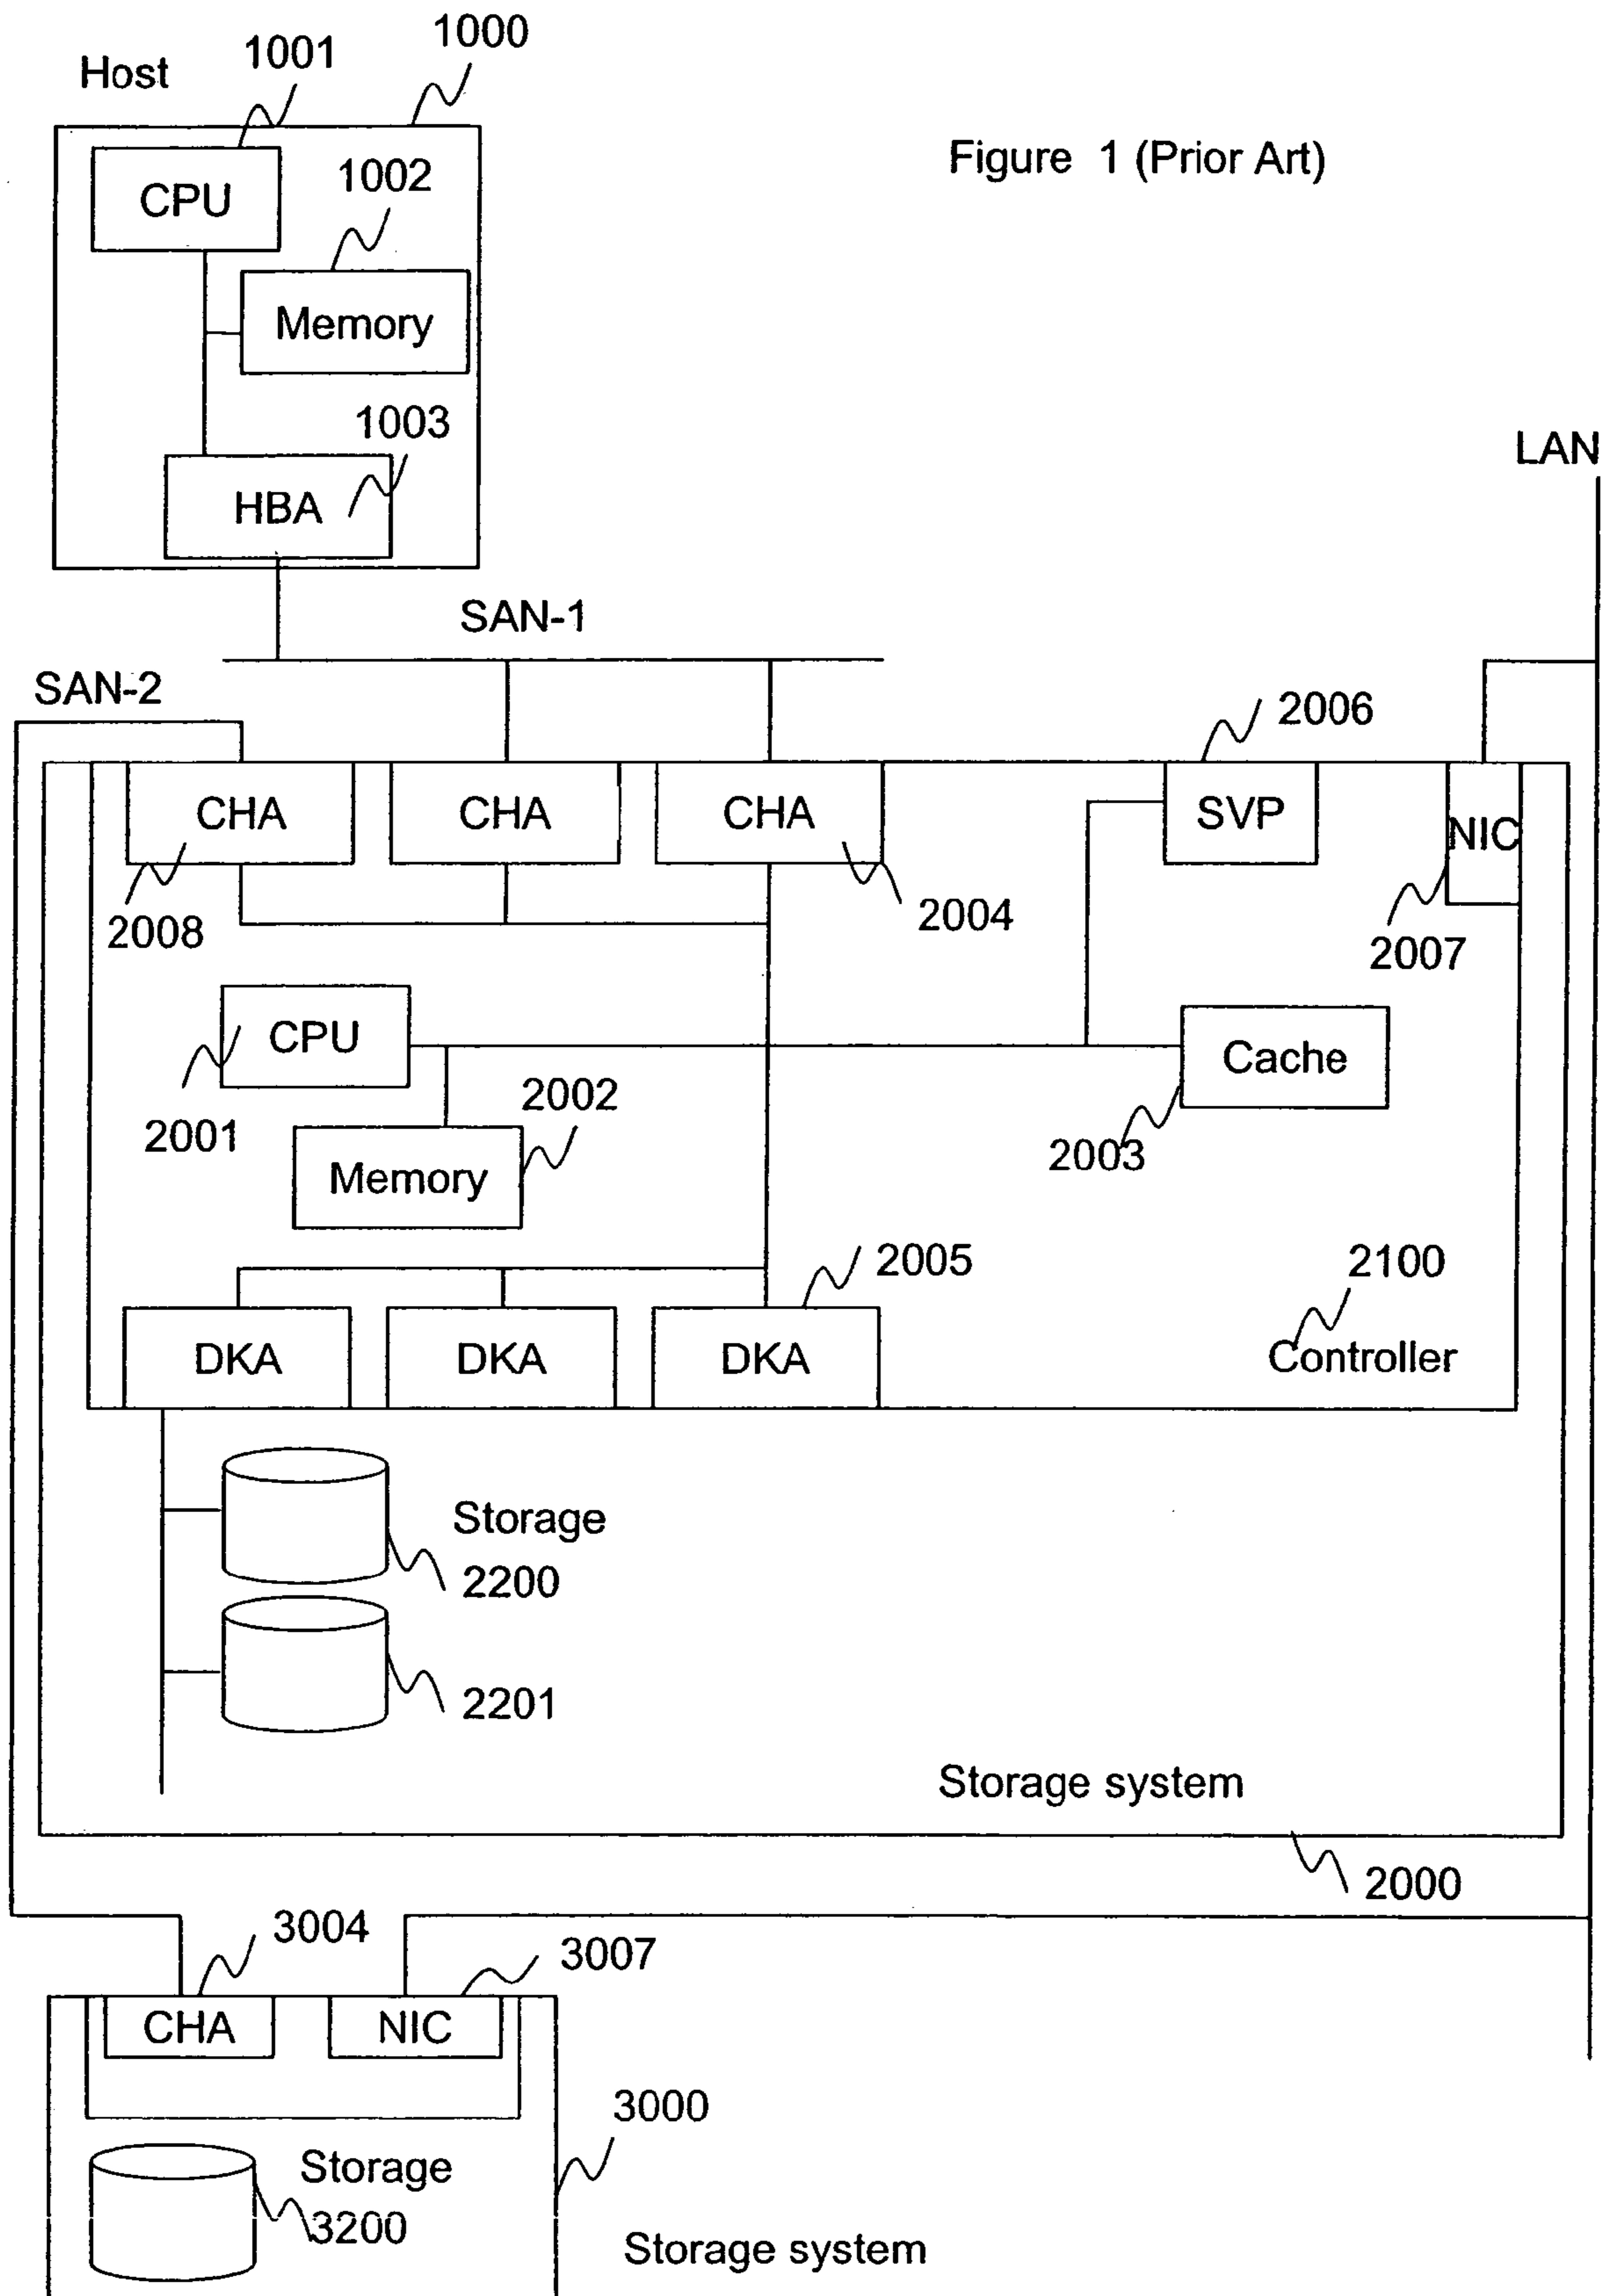 1000
1001
Host
Figure 1 (Prior Art)
CPU
1002
Memory
1003
LAN
HBA
SAN-1
SAN-2
2006
CHA
CHA
CHA
SVP
NIC
2008
2004
2007
CPU
Cache
2002
2001
2003
Memory
2005
2100
DKA
DKA
DKA
Controller
Storage
2200
2201
Storage system
2000
3004
3007
CHA
NIC
3000
Storage
3200
Storage system